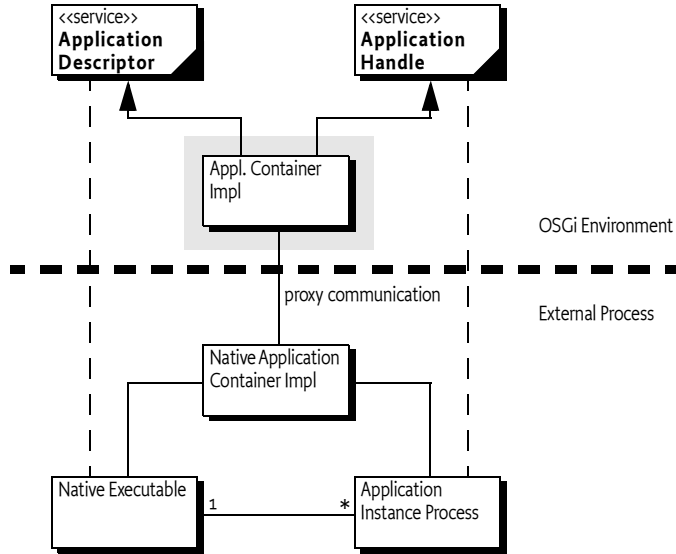 <<service>>
Application
Descriptor
<<service>>
Application
Handle
Appl. Container
Impl
OSGi Environment
proxy communication
External Process
Native Application
Container Impl
Native Executable
1
*
Application
Instance Process